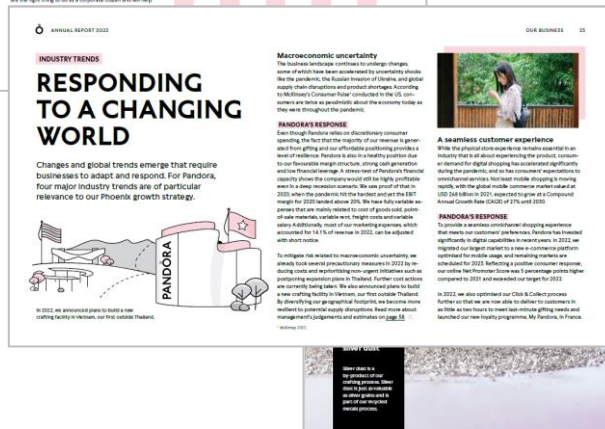 are the right thing to do as a corporate citizen and will help
ANNUAL REPORT 2022
OUR BUSINESS 25
INDUSTRY TRENDS
RESPONDING
TO A CHANGING
WORLD
Changes and global trends emerge that require
businesses to adapt and respond. For Pandora,
four major industry trends are of particular
relevance to our Phoenix growth strategy.
PANDÓRA
In 2022, we announced plans to build a new
crafting facility in Vietnam, our first outside Thailand.
Macroeconomic uncertainty
The business landscape continues to undergo changes,
some of which have been accelerated by uncertainty shocks
like the pandemic, the Russian invasion of Ukraine, and global
supply chain disruptions and product shortages. According
to McKinsey's Consumer Pulse¹ conducted in the US, con-
sumers are twice as pessimistic about the economy today as
they were throughout the pandemic.
PANDORA'S RESPONSE
Even though Pandora relies on discretionary consumer
spending, the fact that the majority of our revenue is gener-
ated from gifting and our affordable positioning provides a
level of resilience. Pandora is also in a healthy position due
to our favourable margin structure, strong cash generation
and low financial leverage. A stress-test of Pandora's financial
capacity shows the company would still be highly profitable
even in a deep recession scenario. We saw proof of that in
2020, when the pandemic hit the hardest and yet the EBIT
margin for 2020 landed above 20%. We have fully variable ex-
penses that are mainly related to cost of goods sold, point-
of-sale materials, variable rent, freight costs and variable
salary. Additionally, most of our marketing expenses, which
accounted for 14.1% of revenue in 2022, can be adjusted
with short notice.
To mitigate risk related to macroeconomic uncertainty, we
already took several precautionary measures in 2022 by re-
ducing costs and reprioritising non-urgent initiatives such as
postponing expansion plans in Thailand. Further cost actions
are currently being taken. We also announced plans to build
a new crafting facility in Vietnam, our first outside Thailand.
By diversifying our geographical footprint, we become more
resilient to potential supply disruptions. Read more about
management's judgements and estimates on page 58.
¹ McKinsey 2022
A seamless customer experience
While the physical store experience remains essential in an
industry that is all about experiencing the product, consum-
er demand for digital shopping has accelerated significantly
during the pandemic, and so has consumers' expectations to
omnichannel services. Not least mobile shopping is moving
rapidly, with the global mobile commerce market valued at
USD 268 billion in 2021, expected to grow at a Compound
Annual Growth Rate (CAGR) of 27% until 2030.
PANDORA'S RESPONSE
To provide a seamless omnichannel shopping experience
that meets our customers' preferences, Pandora has invested
significantly in digital capabilities in recent years. In 2022, we
migrated our largest market to a new e-commerce platform
optimised for mobile usage, and remaining markets are
scheduled for 2023. Reflecting a positive consumer response,
our online Net Promoter Score was 5 percentage points higher
compared to 2021 and exceeded our target for 2022.
In 2022, we also optimised our Click & Collect process
further so that we are now able to deliver to customers in
as little as two hours to meet last-minute gifting needs and
launched our new loyalty programme, My Pandora, in France.
silver dust
Silver dust is a
by-product of our
crafting process. Silver
dust is just as valuable
as silver grains and is
part of our recycled
metals process.